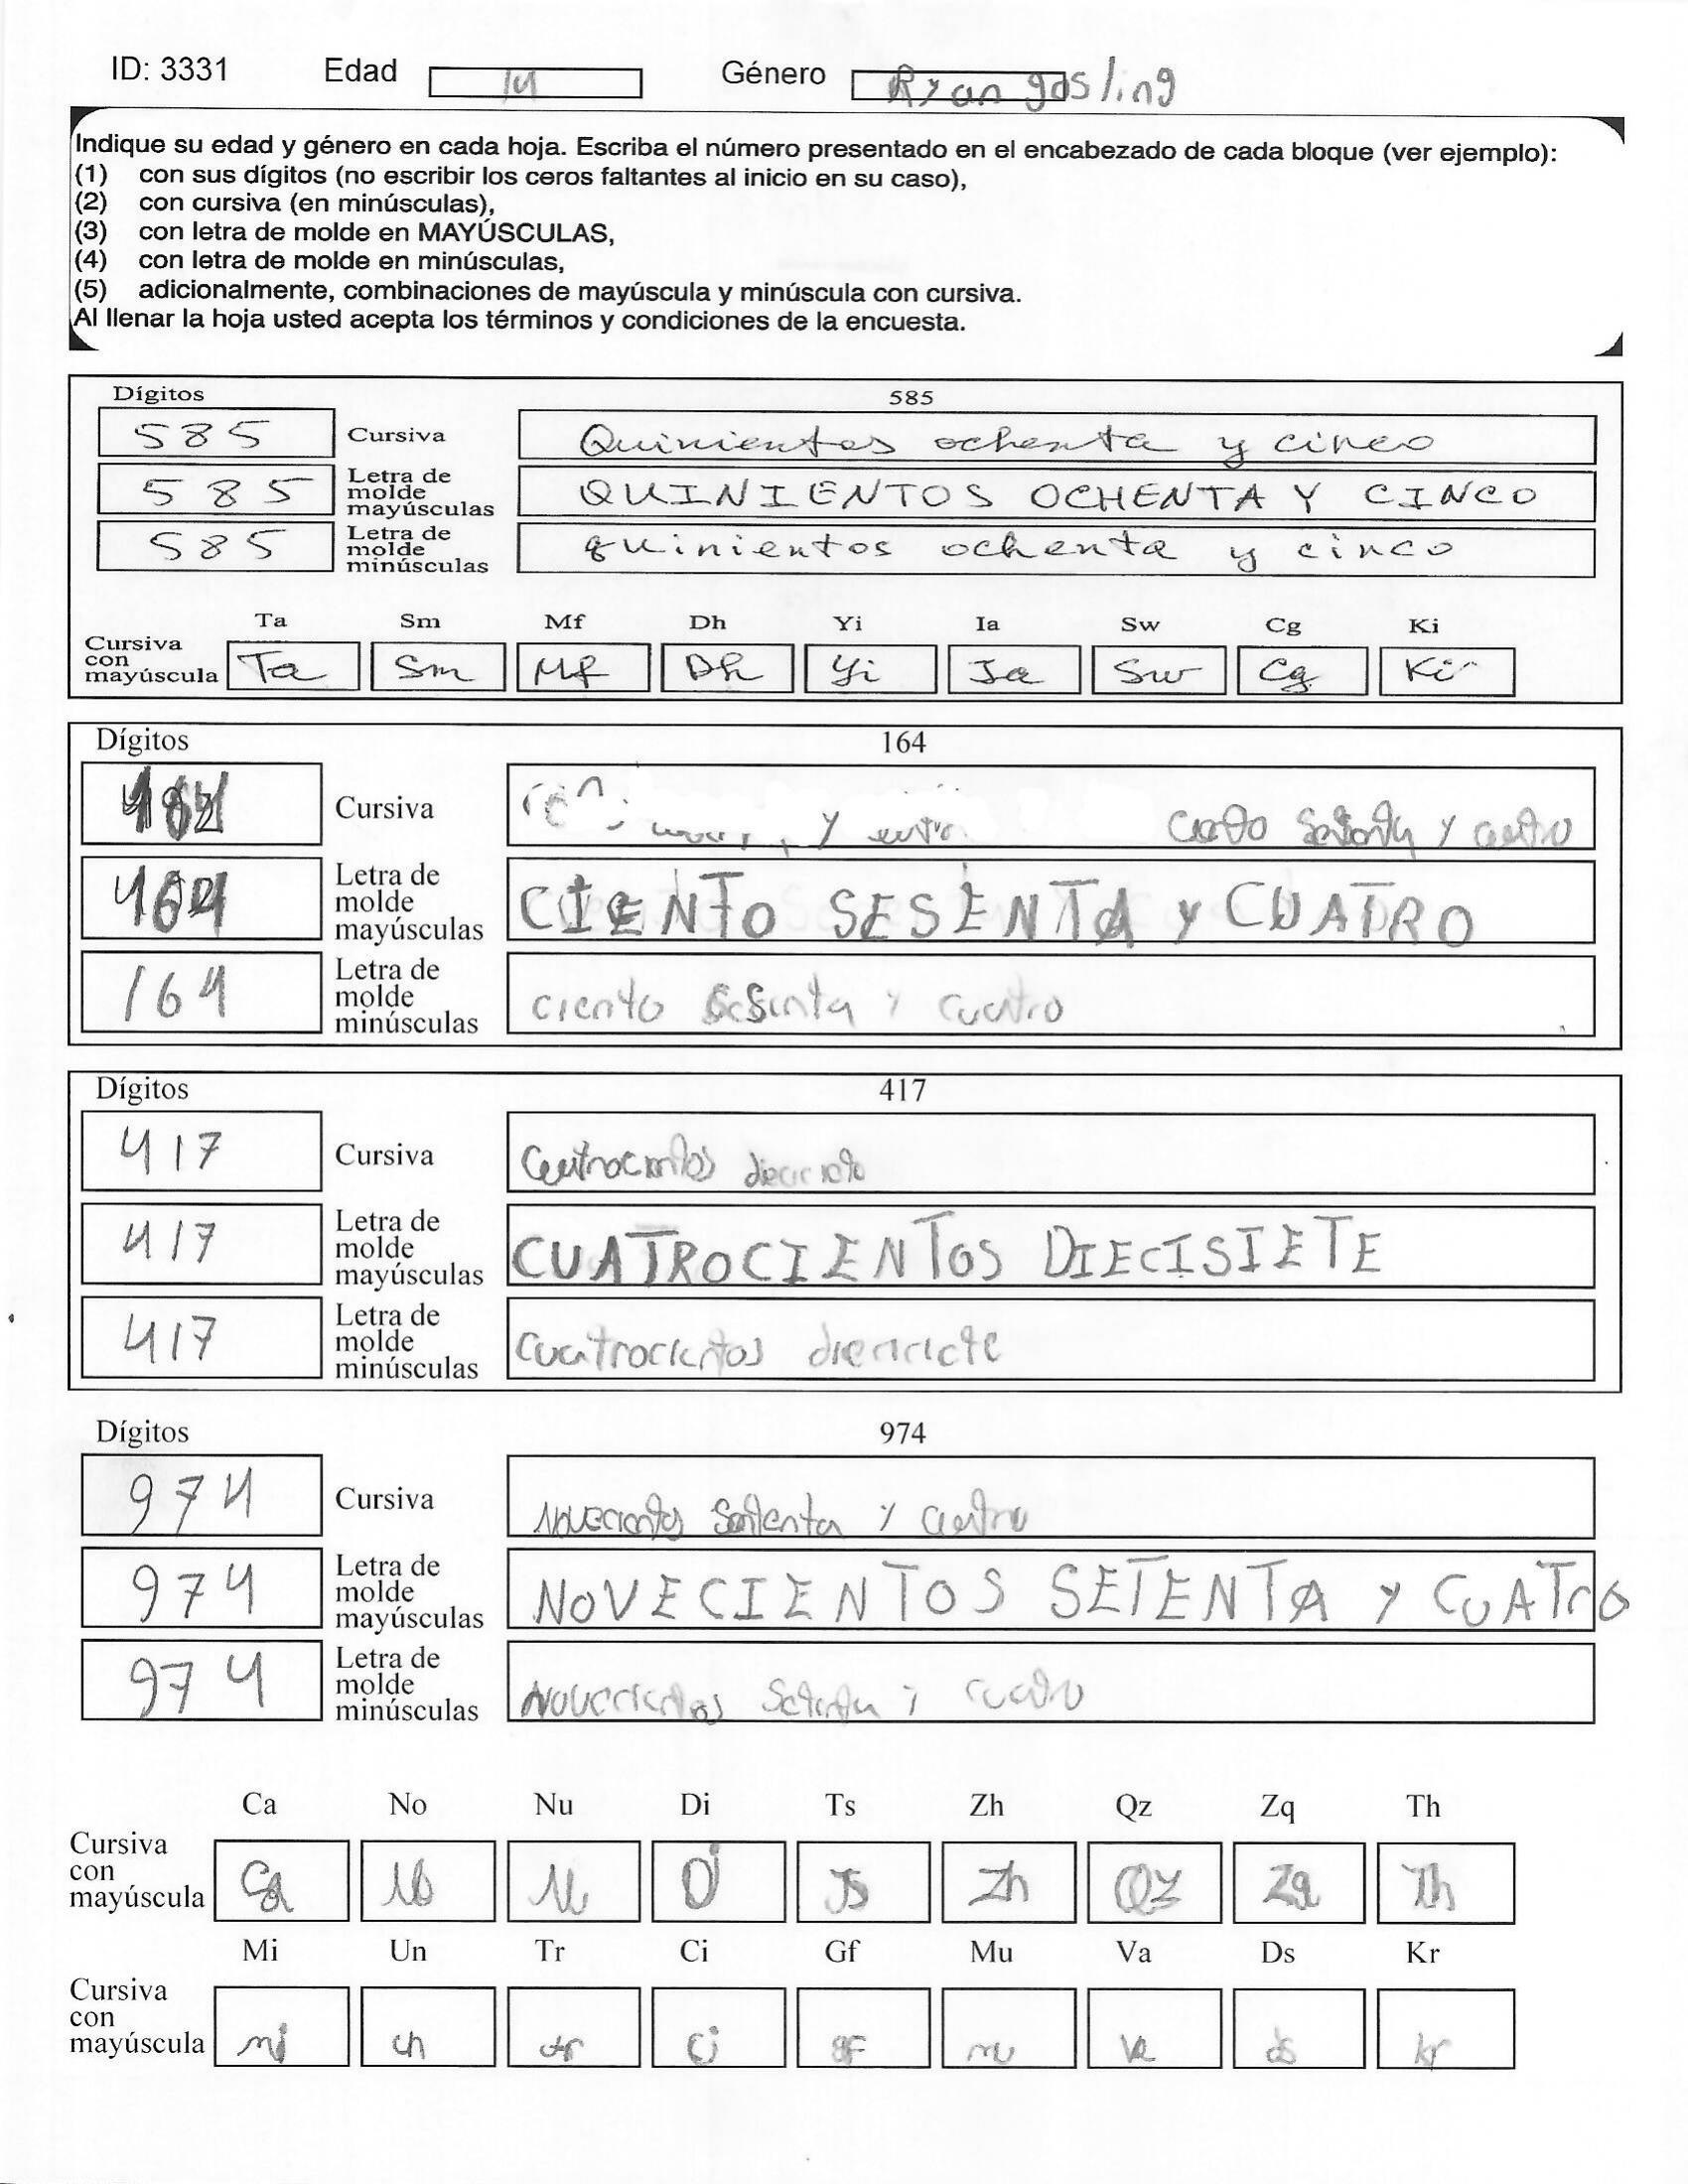 ID: 3331 Edad 14 Género Ryan gosling
Indique su edad y género en cada hoja. Escriba el número presentado en el encabezado de cada bloque (ver ejemplo):
(1) con sus dígitos (no escribir los ceros faltantes al inicio en su caso),
(2) con cursiva (en minúsculas),
(3) con letra de molde en MAYÚSCULAS,
(4) con letra de molde en minúsculas,
(5) adicionalmente, combinaciones de mayúscula y minúscula con cursiva.
Al llenar la hoja usted acepta los términos y condiciones de la encuesta.
Dígitos 585
585 Cursiva Quinientos ochenta y cinco
585 Letra de molde mayúsculas QUINIENTOS OCHENTA Y CINCO
585 Letra de molde minúsculas quinientos ochenta y cinco
Ta Sm Mf Dh Yi Ia Sw Cg Ki
Cursiva con mayúscula Ta Sm Mf Dh Yi Ia Sw Cg Ki
Dígitos 164
Cursiva y ciento sesenta y cuatro
164 Letra de molde mayúsculas CIENTO SESENTA y CUATRO
164 Letra de molde minúsculas ciento sesenta y cuatro
Dígitos 417
417 Cursiva Cuatrocientos
417 Letra de molde mayúsculas CUATROCIENTOS DIECISIETE
417 Letra de molde minúsculas cuatrocientos
Dígitos 974
974 Cursiva Novecientos y cuatro
974 Letra de molde mayúsculas NOVECIENTOS SETENTA y CUATrO
974 Letra de molde minúsculas Novecientos setenta y cuatro
Ca No Nu Di Ts Zh Qz Zq Th
Cursiva con mayúscula Ca No Nu Di Ts Zh Qz Zq Th
Mi Un Tr Ci Gf Mu Va Ds Kr
Cursiva con mayúscula mi un tr ci gf mu va ds kr